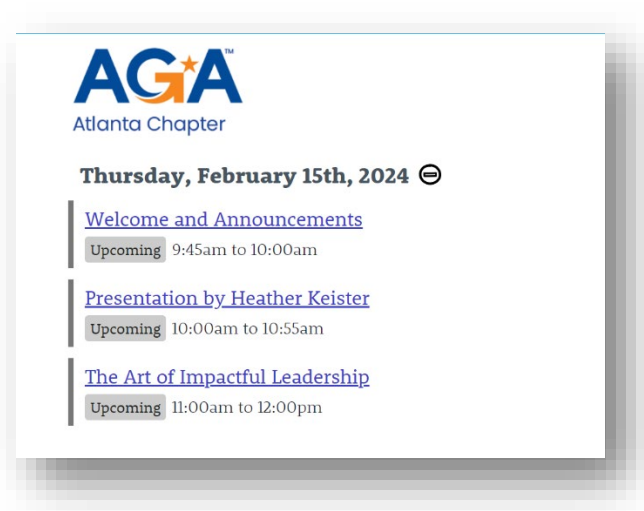 AGA™
Atlanta Chapter
Thursday, February 15th, 2024
Welcome and Announcements
Upcoming 9:45am to 10:00am
Presentation by Heather Keister
Upcoming 10:00am to 10:55am
The Art of Impactful Leadership
Upcoming 11:00am to 12:00pm